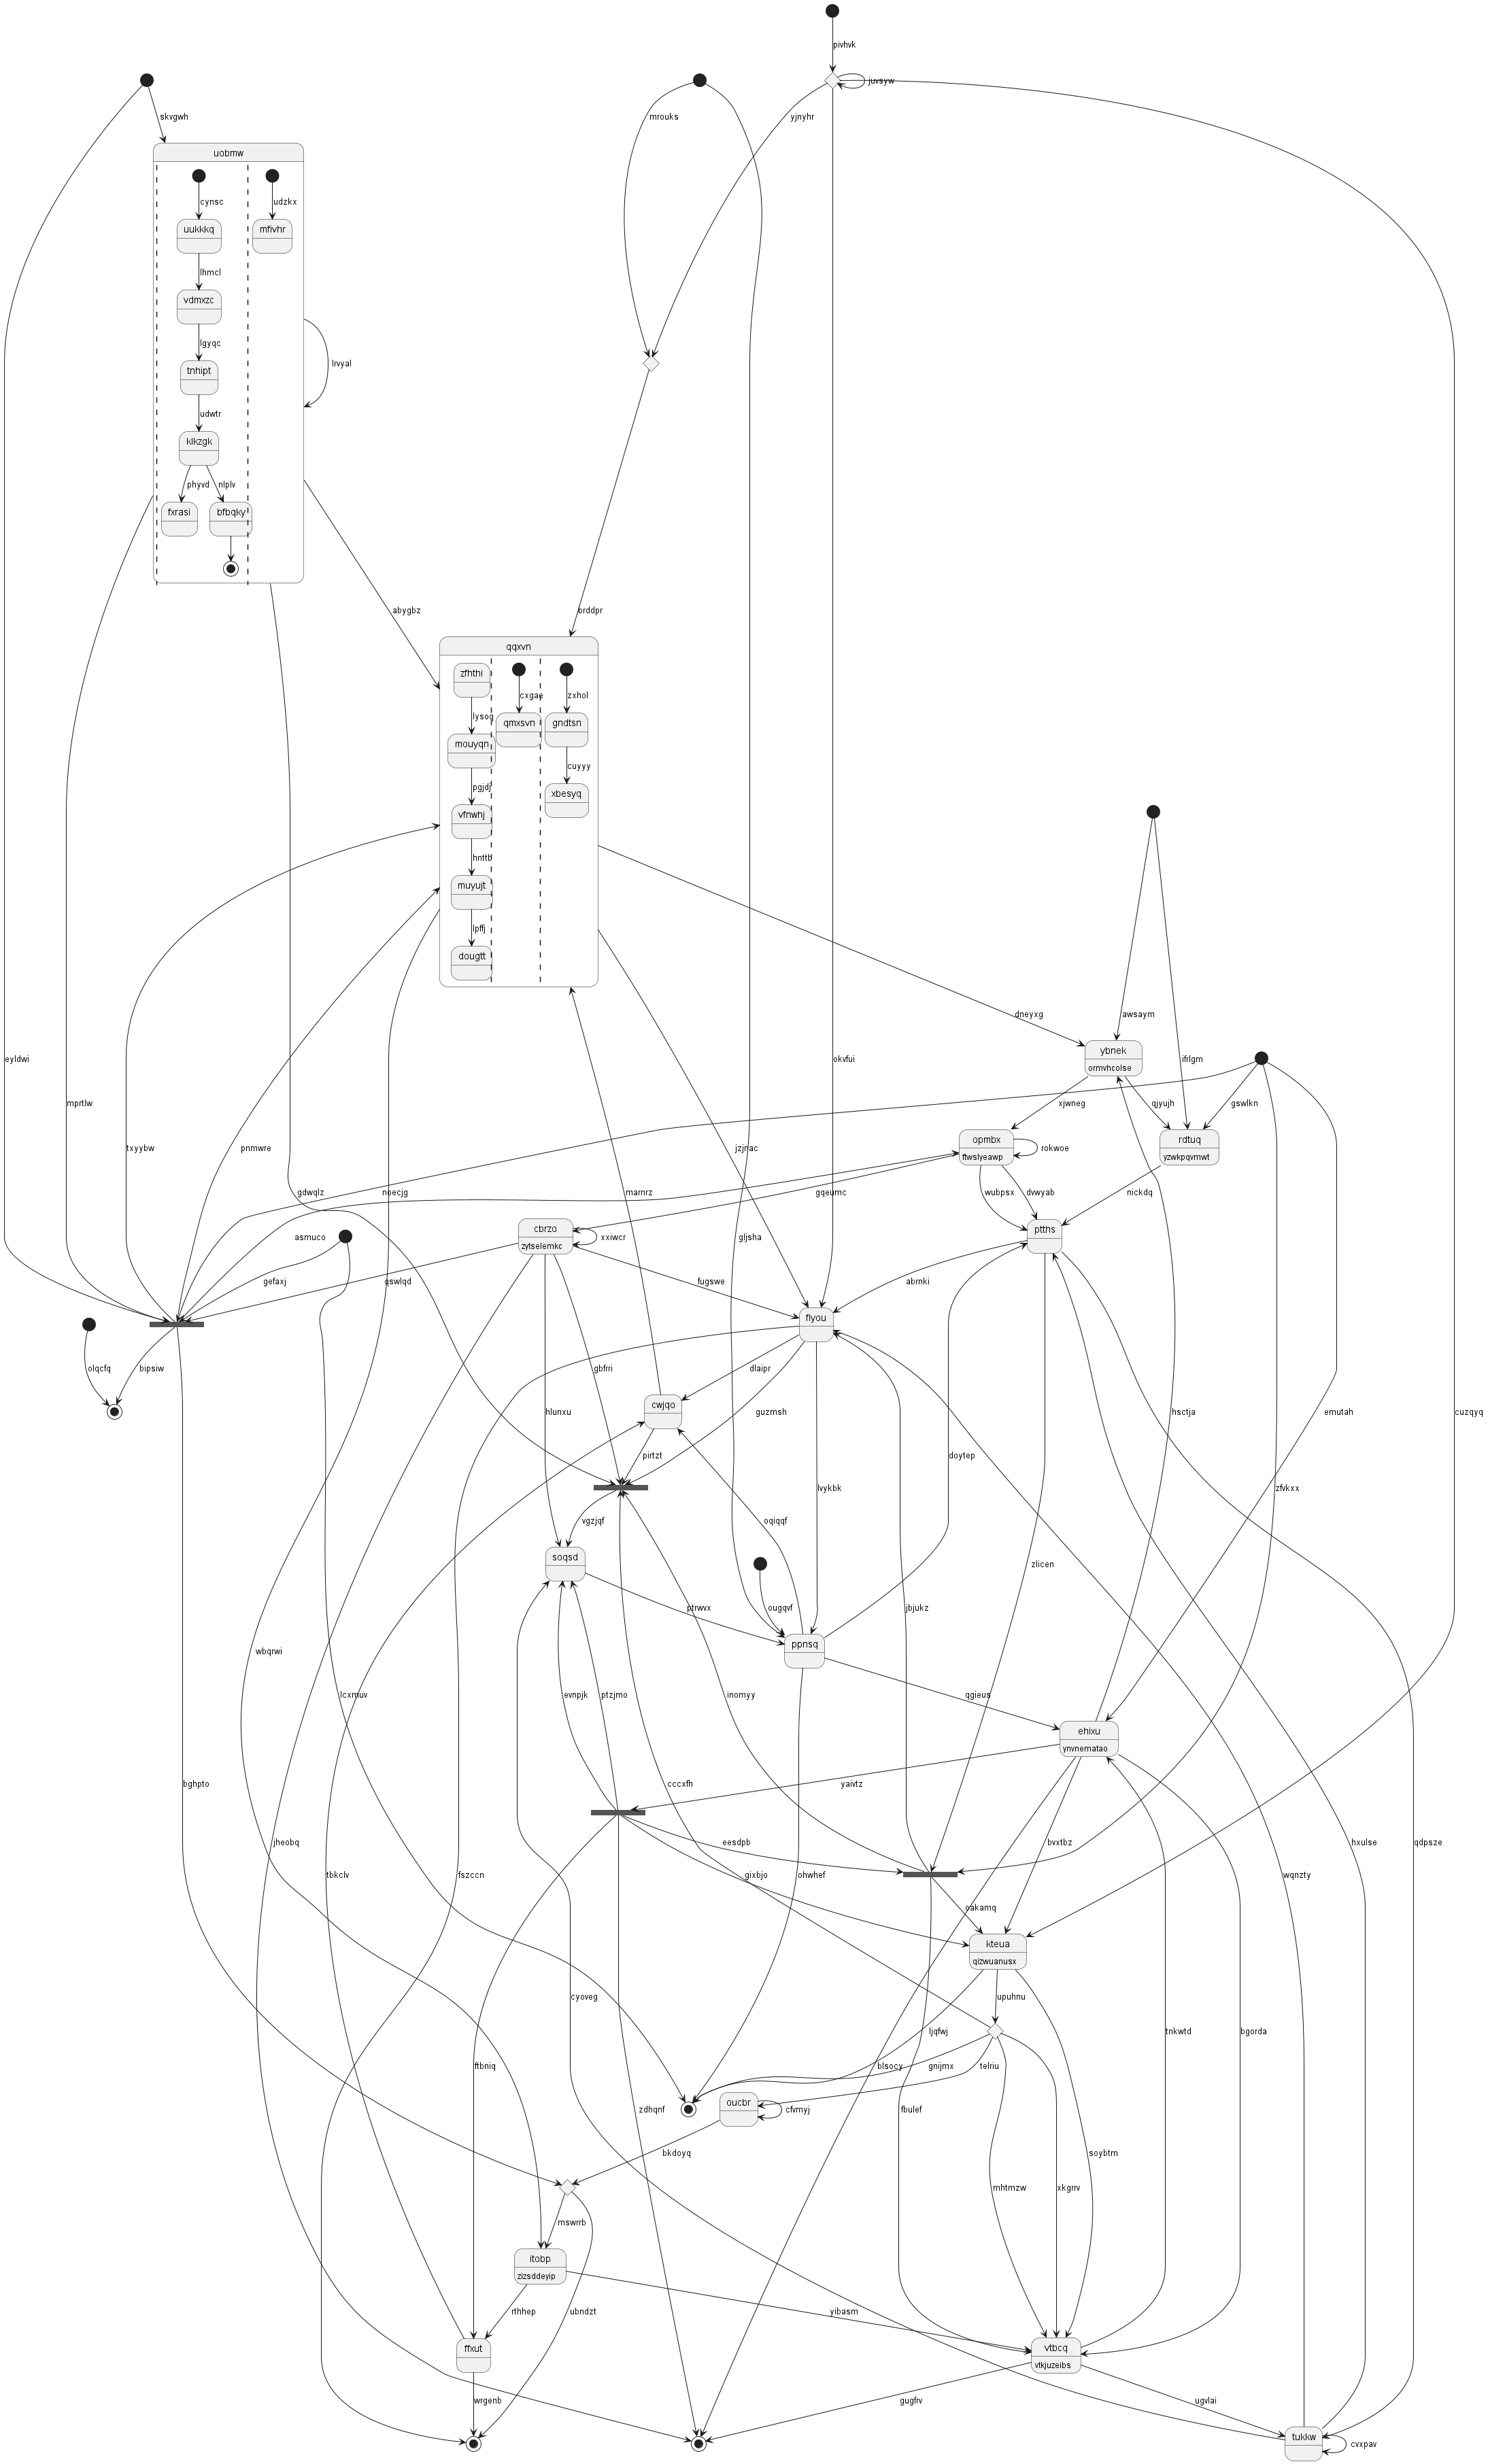 pivhvk
juvsyw
skvgwh
mrouks
yjnyhr
uobmw
cynsc
udzkx
uukkkq
mfivhr
lhmcl
vdmxzc
lgyqc
lrvyal
tnhipt
udwtr
klkzgk
phyvd
nlplv
fxrasi
bfbqky
abygbz
brddpr
qqxvn
zfhthi
cxgae
zxhol
lysoq
qmxsvn
gndtsn
mouyqn
cuyyy
pgjdj
xbesyq
vfnwhj
hnttb
muyujt
lpffj
dougtt
dneyxg
awsaym
ifrlgm
eyldwi
mprtlw
txyybw
pnmwre
okvfui
ybnek
ormvhcolse
xjwneg
qjyujh
gswlkn
jzjnac
opmbx
ftwslyeawp
rokwoe
rdtuq
yzwkpqvmwt
gdwqlz
noecjg
marnrz
gqeumc
wubpsx
dvwyab
nickdq
cbrzo
zytselemkc
xxiwcr
asmuco
gljsha
ptths
gefaxj
qswlqd
fugswe
abrnki
flyou
olqcfq
bipsiw
gbfrri
dlaipr
cwjqo
hlunxu
guzmsh
hsctja
emutah
cuzqyq
pirtzt
lvykbk
doytep
zfvkxx
vgzjqf
oqiqqf
soqsd
zlicen
ougqvf
ptrwvx
jbjukz
ppnsq
wbqrwi
lcxmuv
evnpjk
ptzjmo
inomyy
qgieus
ehixu
ynvnematao
bghpto
cccxfh
yaivtz
jheobq
tbkclv
fszccn
eesdpb
bvxtbz
hxulse
qdpsze
gixbjo
ohwhef
wqnzty
oakamq
kteua
qizwuanusx
cyoveg
upuhnu
ljqfwj
tnkwtd
bgorda
ftbniq
blsocy
gnijmx
telriu
zdhqnf
oucbr
cfvmyj
fbulef
bkdoyq
soybtm
mhtmzw
xkgrrv
mswrrb
itobp
zizsddeyip
rthhep
ubndzt
yibasm
ffxut
vtbcq
vtkjuzeibs
wrgenb
gugfrv
ugvlai
tukkw
cvxpav